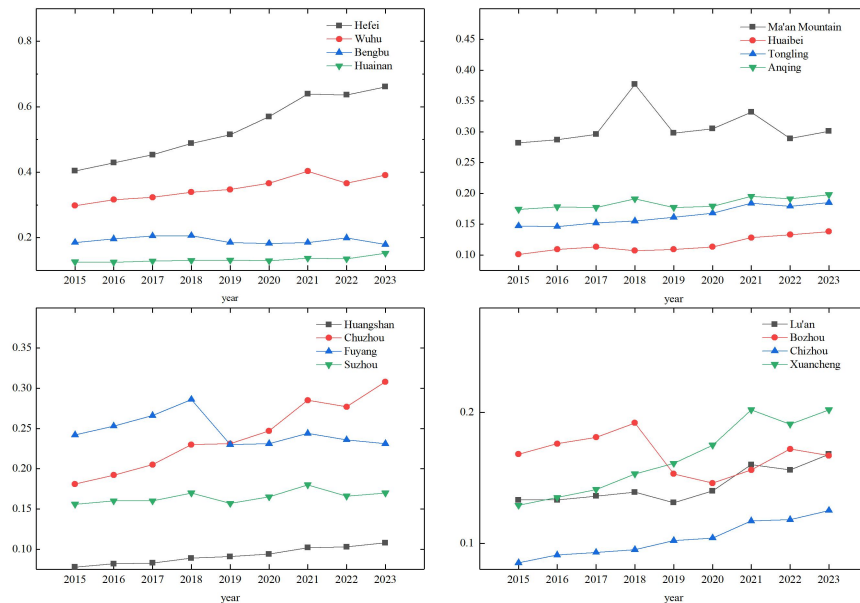 0.8
0.6
0.4
0.2
Hefei
Wuhu
Bengbu
Huainan
2015 2016 2017 2018 2019 2020 2021 2022 2023
year
0.45
0.40
0.35
0.30
0.25
0.20
0.15
0.10
Ma'an Mountain
Huaibei
Tongling
Anqing
2015 2016 2017 2018 2019 2020 2021 2022 2023
year
0.35
0.30
0.25
0.20
0.15
0.10
Huangshan
Chuzhou
Fuyang
Suzhou
2015 2016 2017 2018 2019 2020 2021 2022 2023
year
0.2
0.1
Lu'an
Bozhou
Chizhou
Xuancheng
2015 2016 2017 2018 2019 2020 2021 2022 2023
year